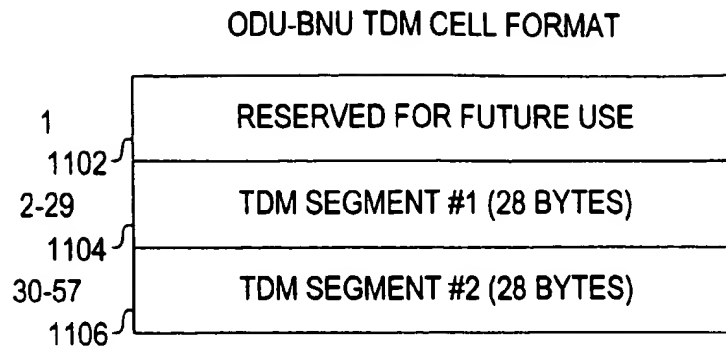 ODU-BNU TDM CELL FORMAT
1 RESERVED FOR FUTURE USE
1102
2-29 TDM SEGMENT #1 (28 BYTES)
1104
30-57 TDM SEGMENT #2 (28 BYTES)
1106